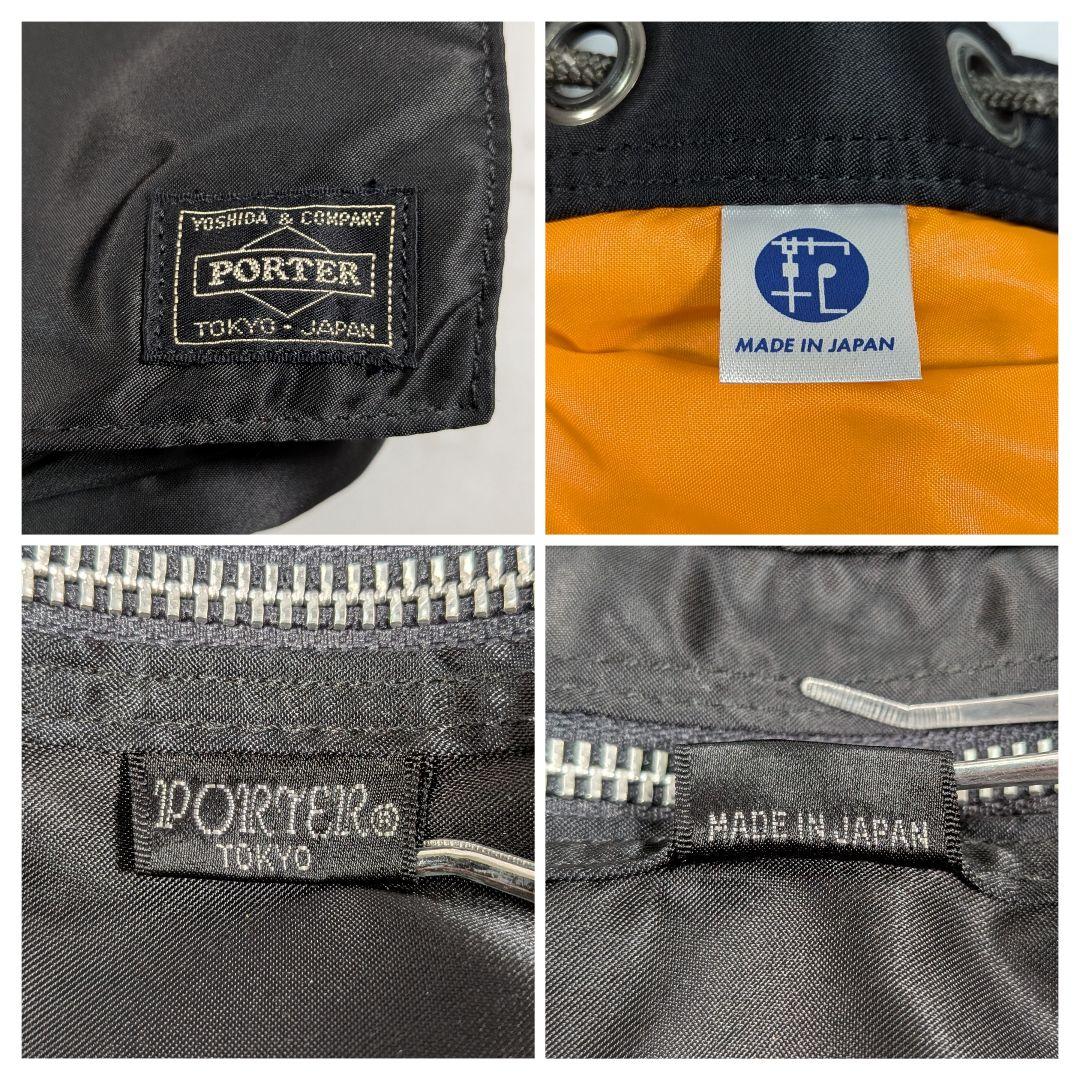 YOSHIDA & COMPANY
PORTER
TOKYO - JAPAN
MADE IN JAPAN
PORTER®
TOKYO
MADE IN JAPAN